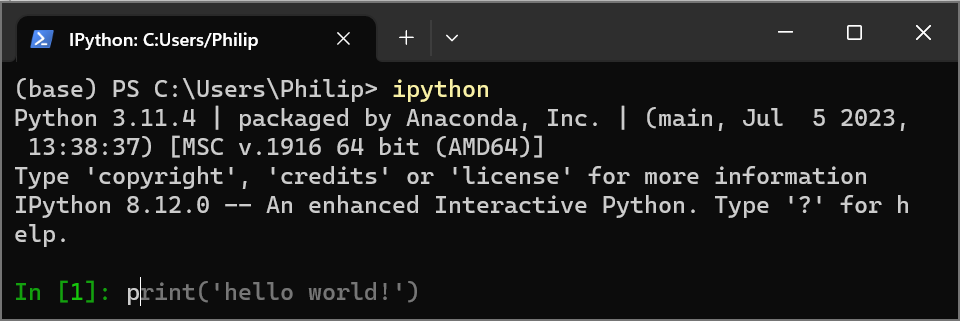 IPython: C:Users/Philip
(base) PS C:\Users\Philip> ipython
Python 3.11.4 | packaged by Anaconda, Inc. | (main, Jul  5 2023,
 13:38:37) [MSC v.1916 64 bit (AMD64)]
Type 'copyright', 'credits' or 'license' for more information
IPython 8.12.0 -- An enhanced Interactive Python. Type '?' for h
elp.
In [1]: print('hello world!')